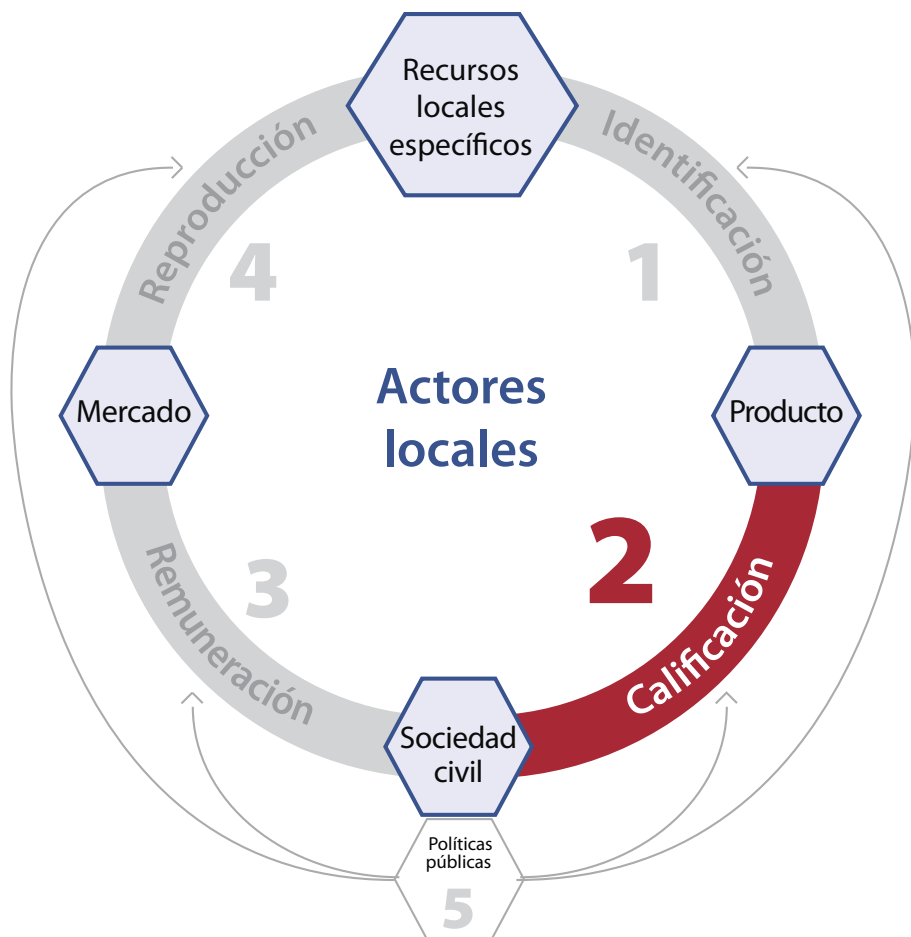 Recursos
locales
específicos
Identificación
1
Producto
2
Calificación
Sociedad
civil
3
Remuneración
Mercado
4
Reproducción
Actores
locales
Políticas
públicas
5